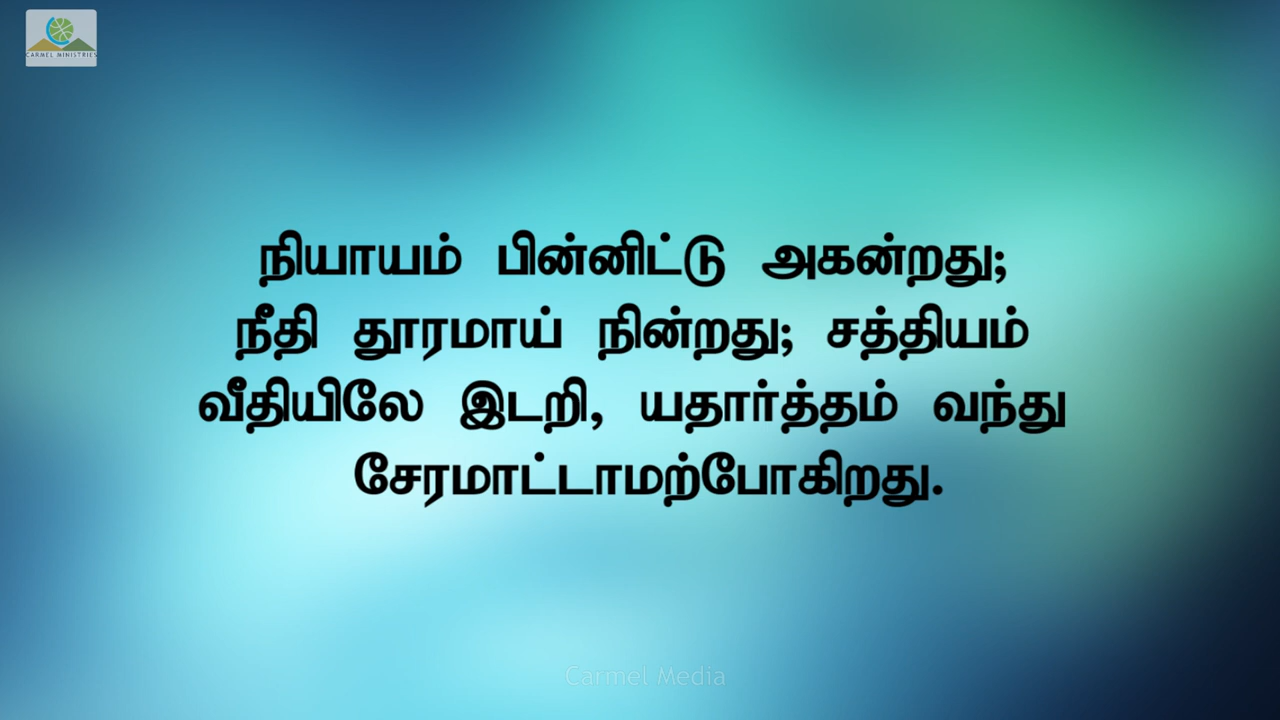 CARMEL MINISTRIES
நியாயம் பின்னிட்டு அகன்றது;
நீதி தூரமாய் நின்றது; சத்தியம்
வீதியிலே இடறி, யதார்த்தம் வந்து
சேரமாட்டாமற்போகிறது.
Carmel Media